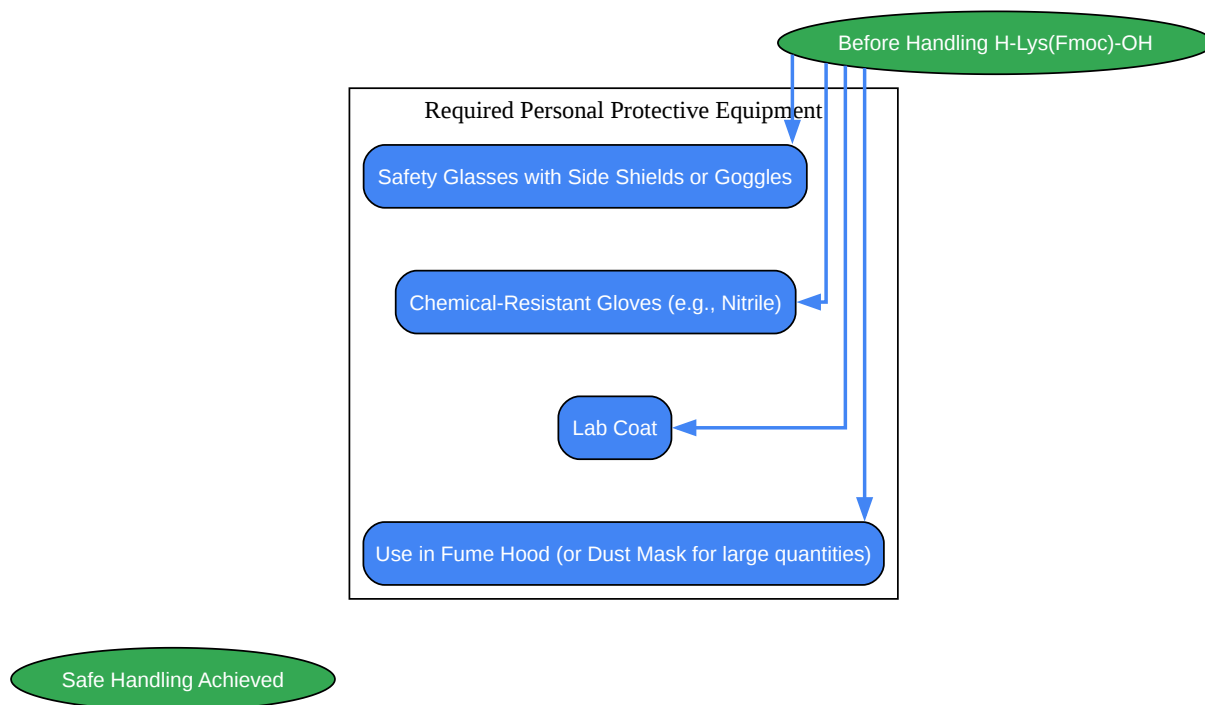 Before Handling H-Lys(Fmoc)-OH
Required Personal Protective Equipment
Safety Glasses with Side Shields or Goggles
Chemical-Resistant Gloves (e.g., Nitrile)
Lab Coat
Use in Fume Hood (or Dust Mask for large quantities)
Safe Handling Achieved